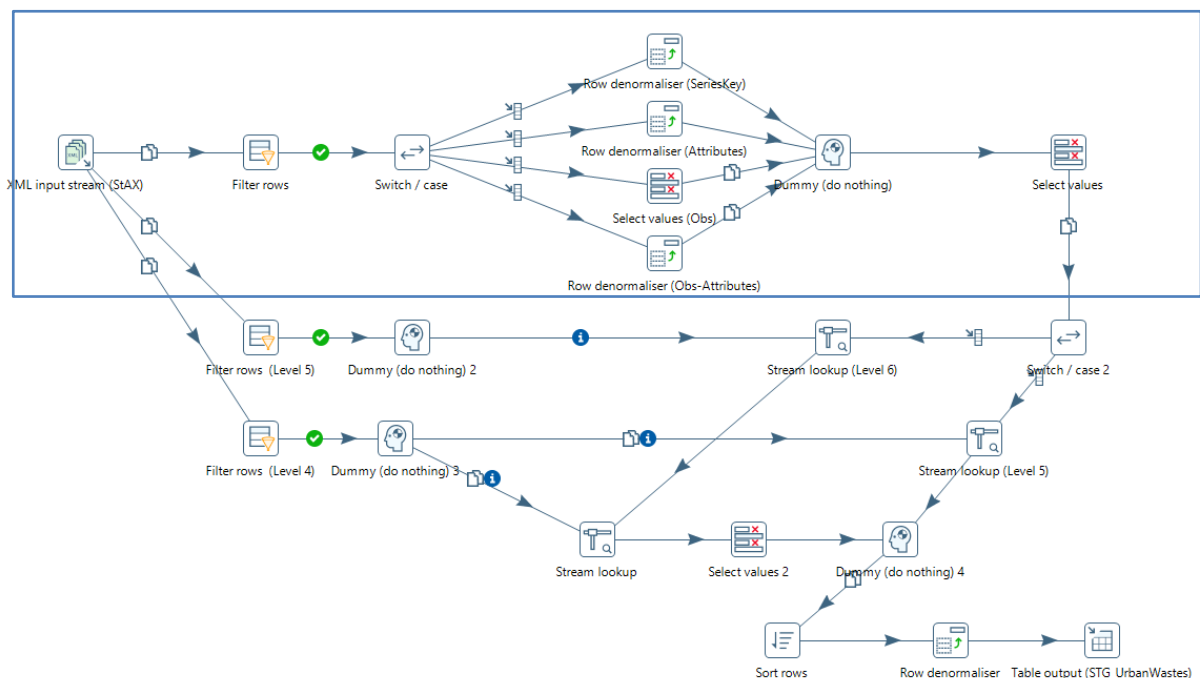 Row denormaliser (SeriesKey)
Row denormaliser (Attributes)
XML input stream (StAX)
Filter rows
Switch / case
Dummy (do nothing)
Select values
Select values (Obs)
Row denormaliser (Obs-Attributes)
Filter rows (Level 5)
Dummy (do nothing) 2
Stream lookup (Level 6)
Switch / case 2
Filter rows (Level 4)
Dummy (do nothing) 3
Stream lookup (Level 5)
Stream lookup
Select values 2
Dummy (do nothing) 4
Sort rows
Row denormaliser
Table output (STG_UrbanWastes)